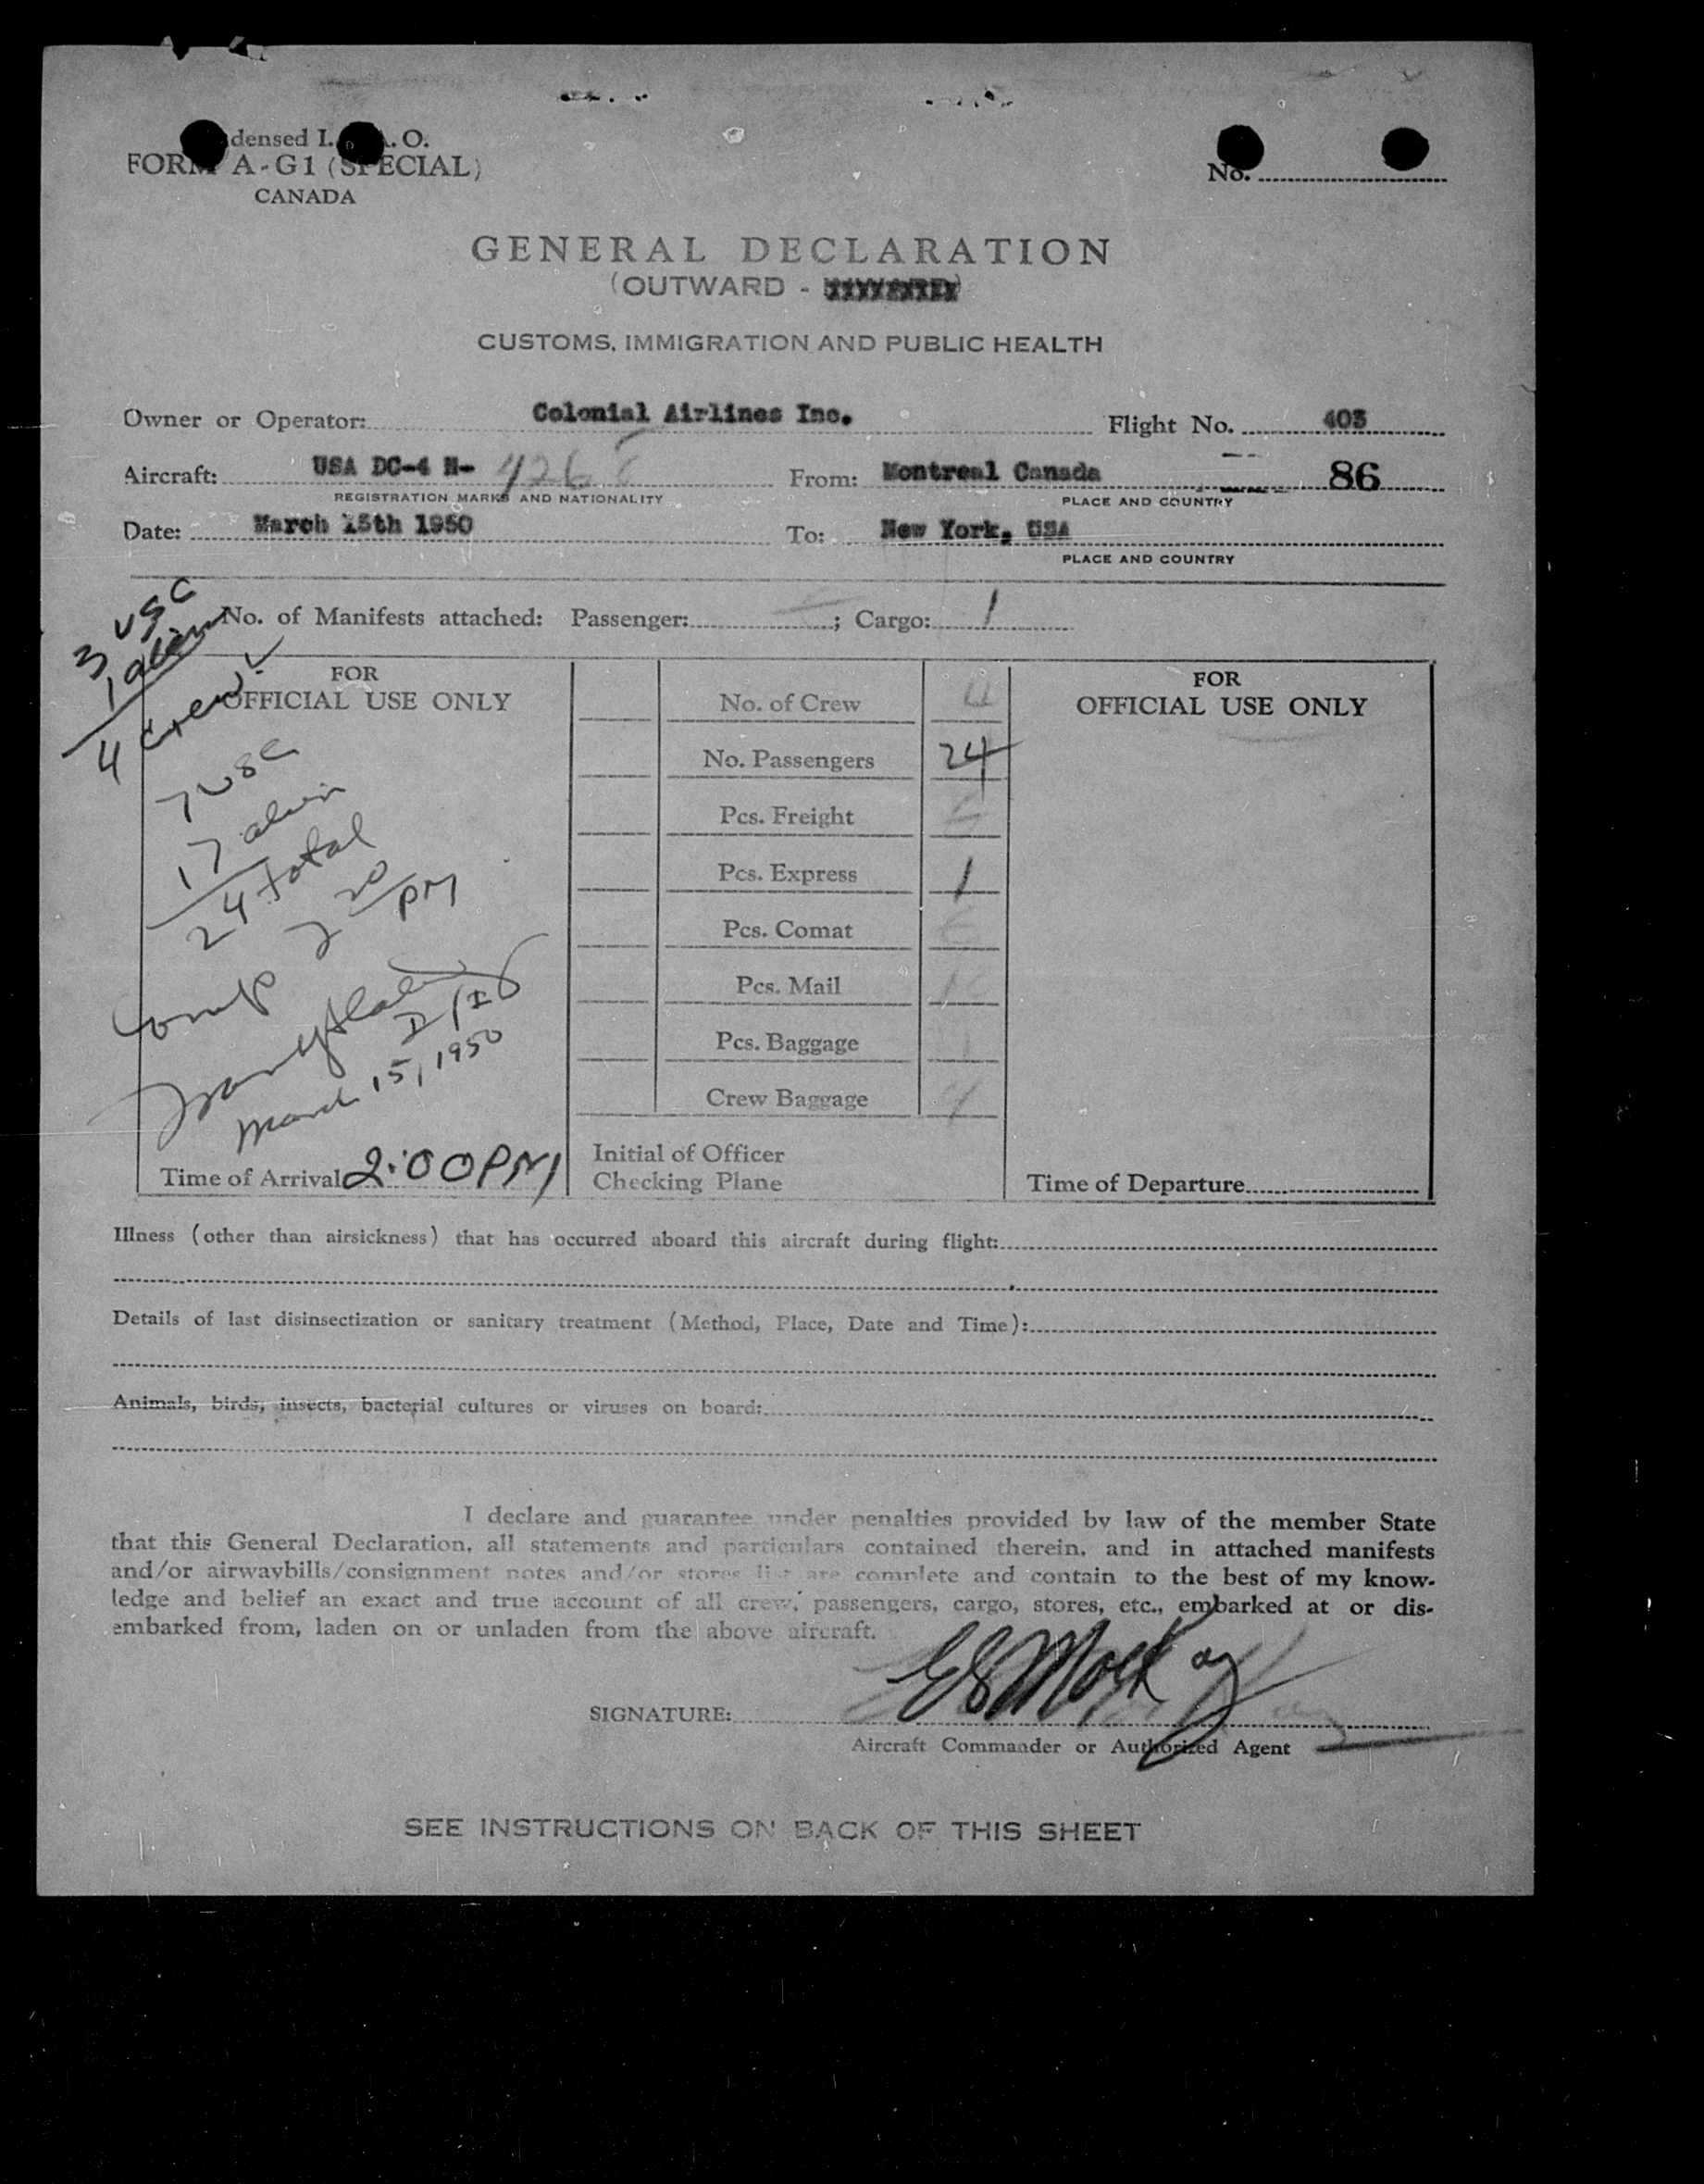 densed I. A. O.
FORM A-G1 (SPECIAL)
CANADA
No.
GENERAL DECLARATION
(OUTWARD -
CUSTOMS, IMMIGRATION AND PUBLIC HEALTH
Owner or Operator: Colonial Airlines Inc. Flight No. 403
Aircraft: USA DC-4 N- From: Montreal Canada 86
REGISTRATION MARKS AND NATIONALITY PLACE AND COUNTRY
Date: March 15th 1950 To: New York, USA
PLACE AND COUNTRY
No. of Manifests attached: Passenger: ; Cargo: 1
3 USC
1 alien
4 Crew
FOR
OFFICIAL USE ONLY
7 USC
17 alien
24 total
Comp 2 20 PM
March 15, 1950
Time of Arrival 2:00 PM
No. of Crew 4
No. Passengers 24
Pcs. Freight
Pcs. Express 1
Pcs. Comat
Pcs. Mail
Pcs. Baggage
Crew Baggage 4
Initial of Officer
Checking Plane
FOR
OFFICIAL USE ONLY
Time of Departure
Illness (other than airsickness) that has occurred aboard this aircraft during flight:
Details of last disinsectization or sanitary treatment (Method, Place, Date and Time):
Animals, birds, insects, bacterial cultures or viruses on board:
I declare and guarantee under penalties provided by law of the member State
that this General Declaration, all statements and particulars contained therein, and in attached manifests
and/or airwaybills/consignment notes and/or stores list are complete and contain to the best of my know-
ledge and belief an exact and true account of all crew, passengers, cargo, stores, etc., embarked at or dis-
embarked from, laden on or unladen from the above aircraft.
SIGNATURE:
Aircraft Commander or Authorized Agent
SEE INSTRUCTIONS ON BACK OF THIS SHEET